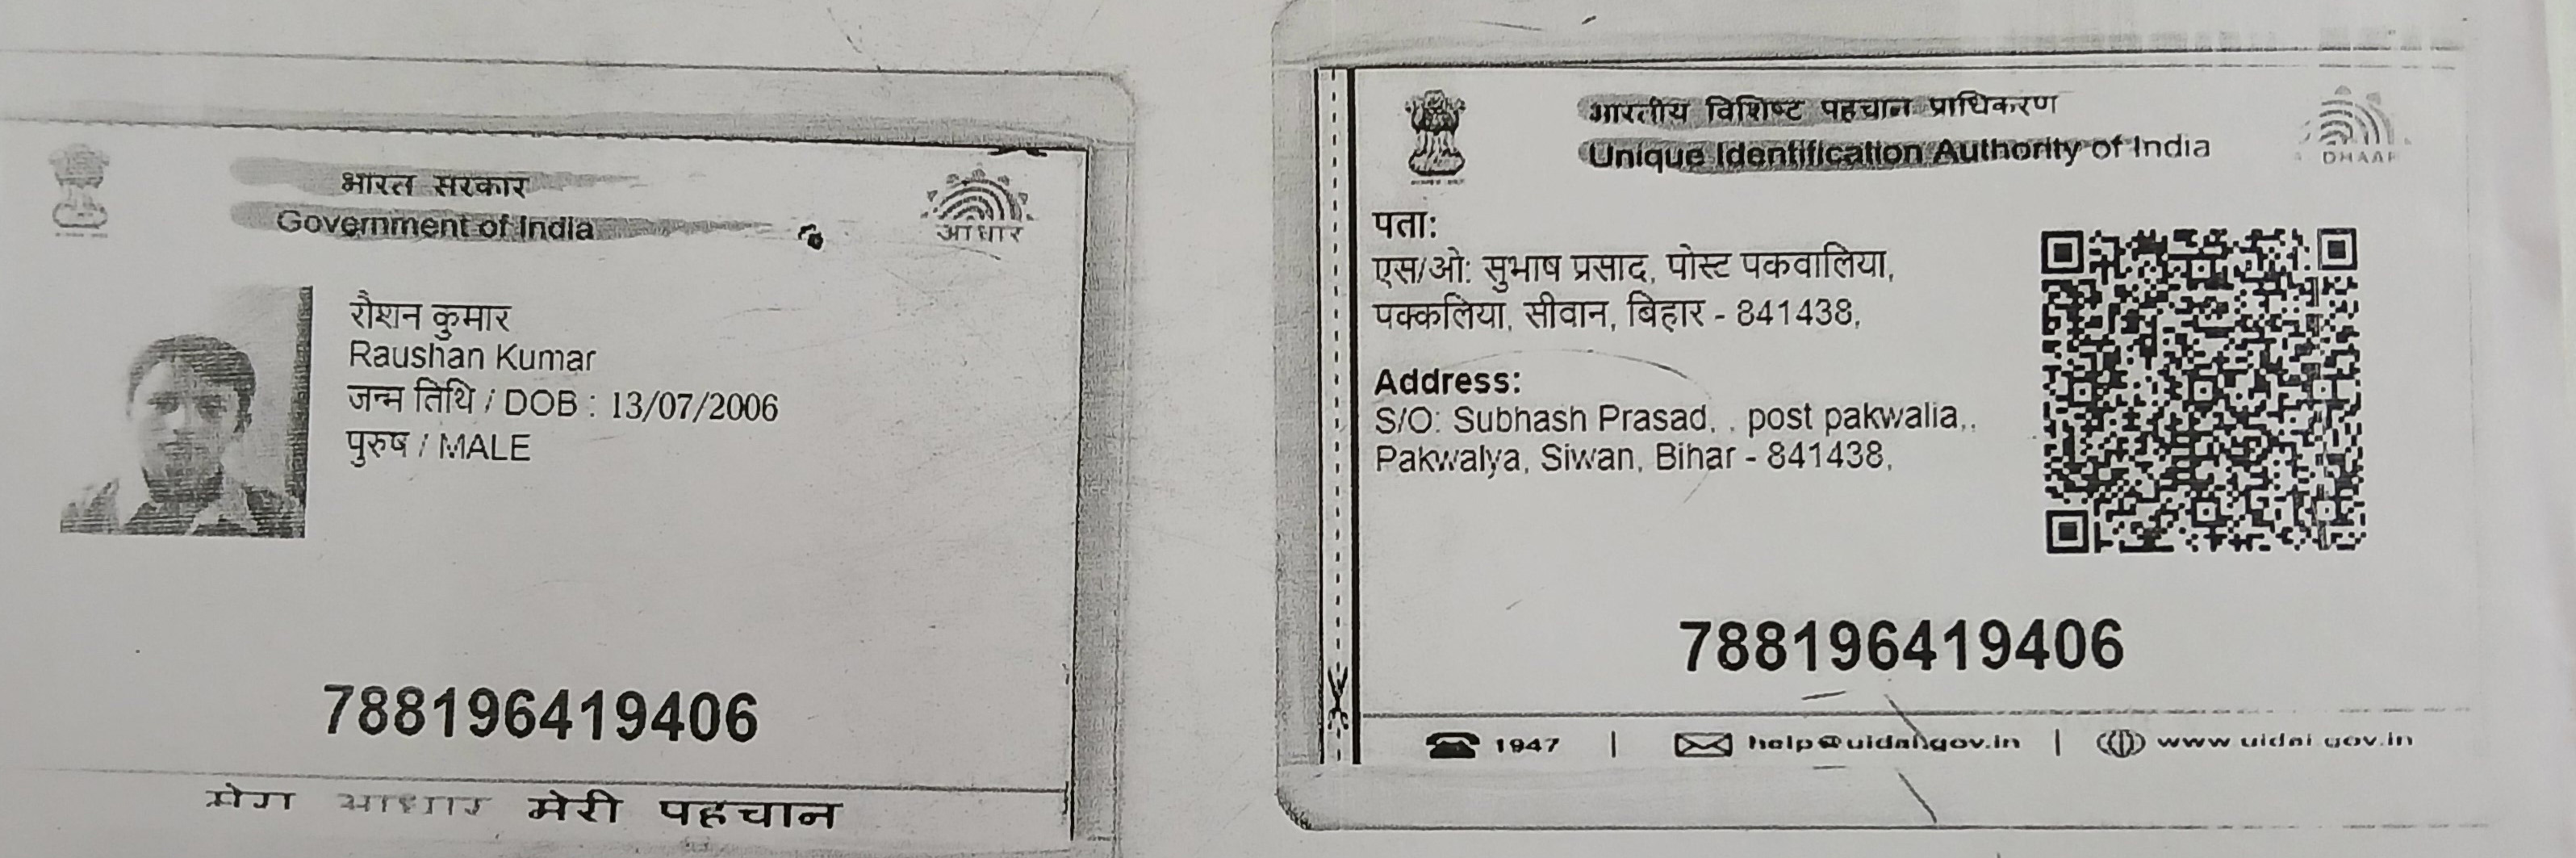 भारत सरकार
Government of India
आधार
रौशन कुमार
Raushan Kumar
जन्म तिथि / DOB : 13/07/2006
पुरुष / MALE
788196419406
मेरा आधार मेरी पहचान
भारतीय विशिष्ट पहचान प्राधिकरण
Unique Identification Authority of India
पता:
एस/ओ: सुभाष प्रसाद, पोस्ट पकवालिया,
पक्कलिया, सीवान, बिहार - 841438,
Address:
S/O: Subhash Prasad, . post pakwalia,.
Pakwalya, Siwan, Bihar - 841438,
788196419406
1947 | help@uidai.gov.in | www uidai gov.in